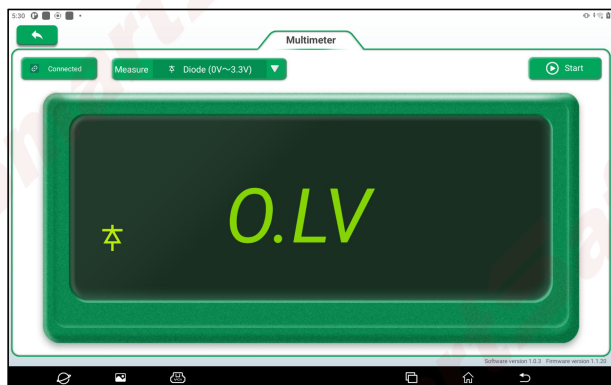 5:30
Multimeter
Connected
Measure
Diode (0V～3.3V)
Start
O.LV
Software version 1.0.3 Firmware version 1.1.20